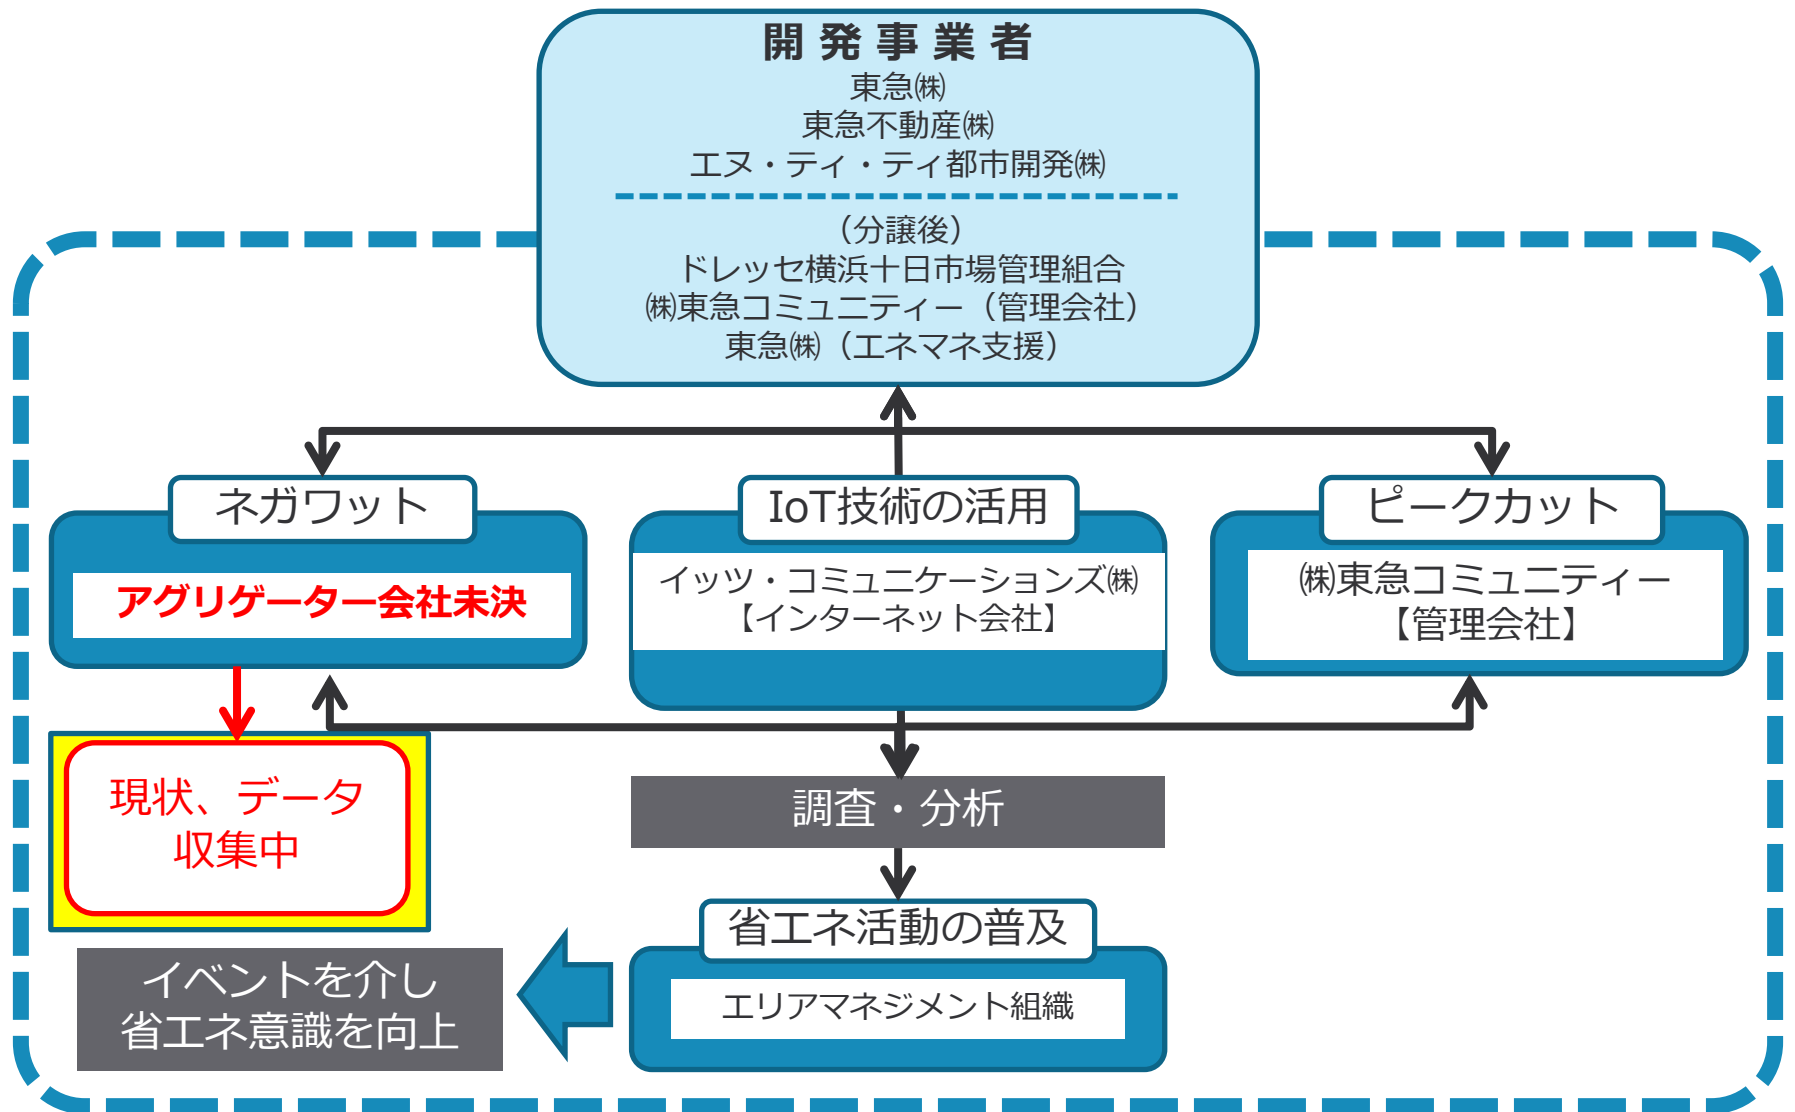 開発事業者
東急㈱
東急不動産㈱
エヌ・ティ・ティ都市開発㈱
（分譲後）
ドレッセ横浜十日市場管理組合
㈱東急コミュニティー（管理会社）
東急㈱（エネマネ支援）
ネガワット
アグリゲーター会社未決
IoT技術の活用
イッツ・コミュニケーションズ㈱
【インターネット会社】
ピークカット
㈱東急コミュニティー
【管理会社】
現状、データ
収集中
調査・分析
省エネ活動の普及
エリアマネジメント組織
イベントを介し
省エネ意識を向上